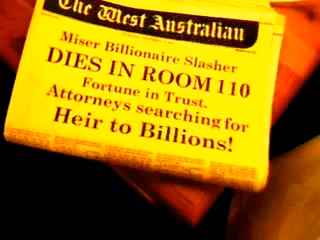 The West Australian
Miser Billionaire Slasher
DIES IN ROOM 110
Fortune in Trust.
Attorneys searching for
Heir to Billions!